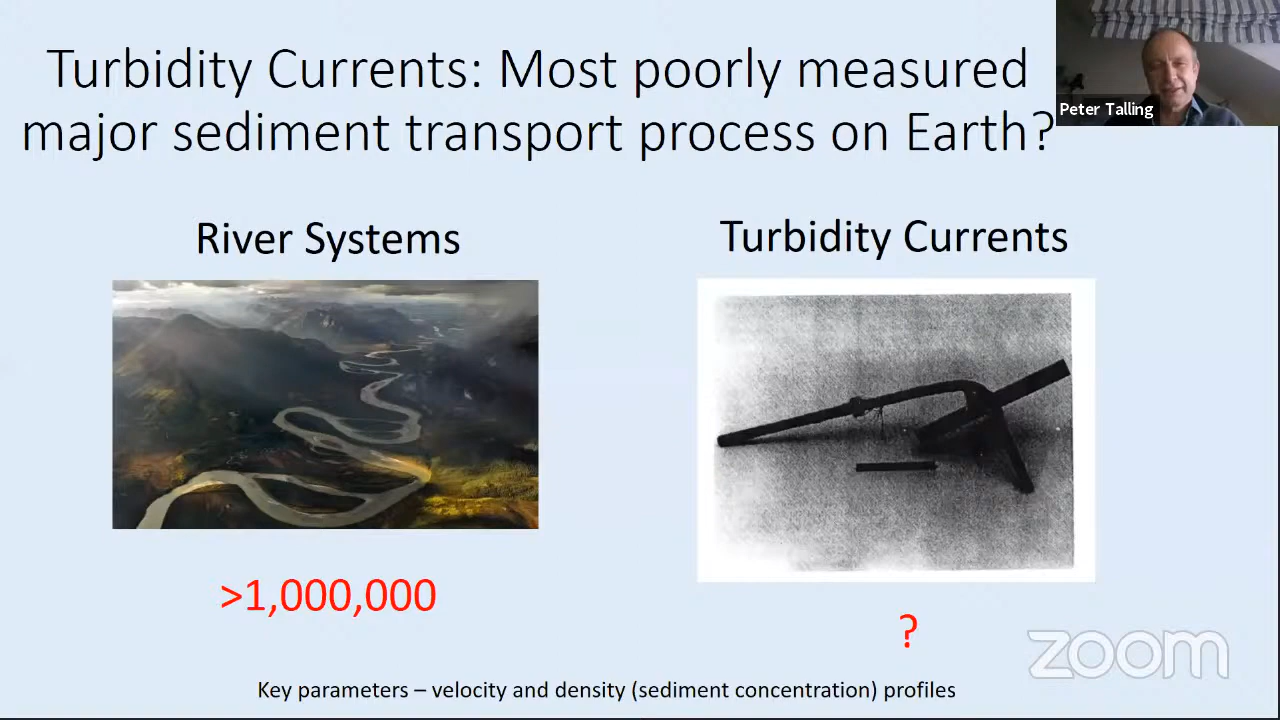 Turbidity Currents: Most poorly measured
major sediment transport process on Earth?
Peter Talling
River Systems
Turbidity Currents
>1,000,000
?
zoom
Key parameters – velocity and density (sediment concentration) profiles